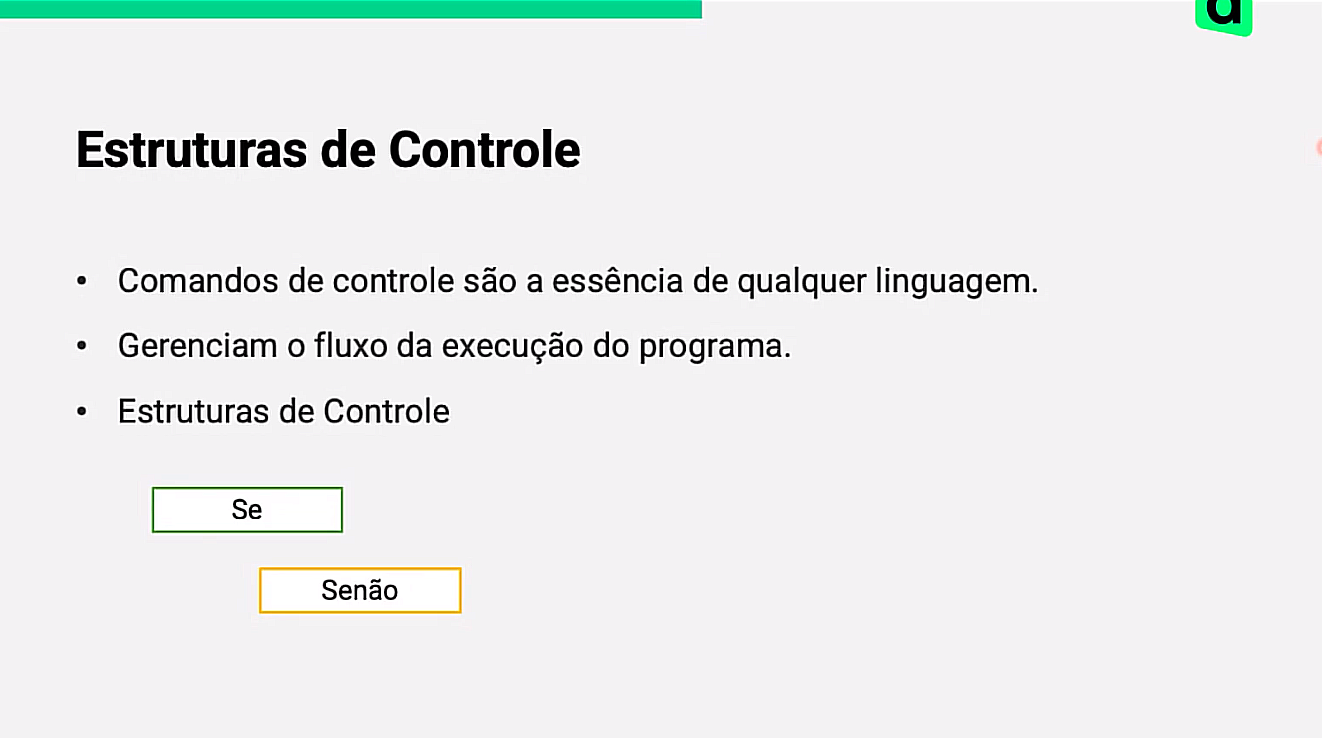 Estruturas de Controle
• Comandos de controle são a essência de qualquer linguagem.
• Gerenciam o fluxo da execução do programa.
• Estruturas de Controle
Se
Senão